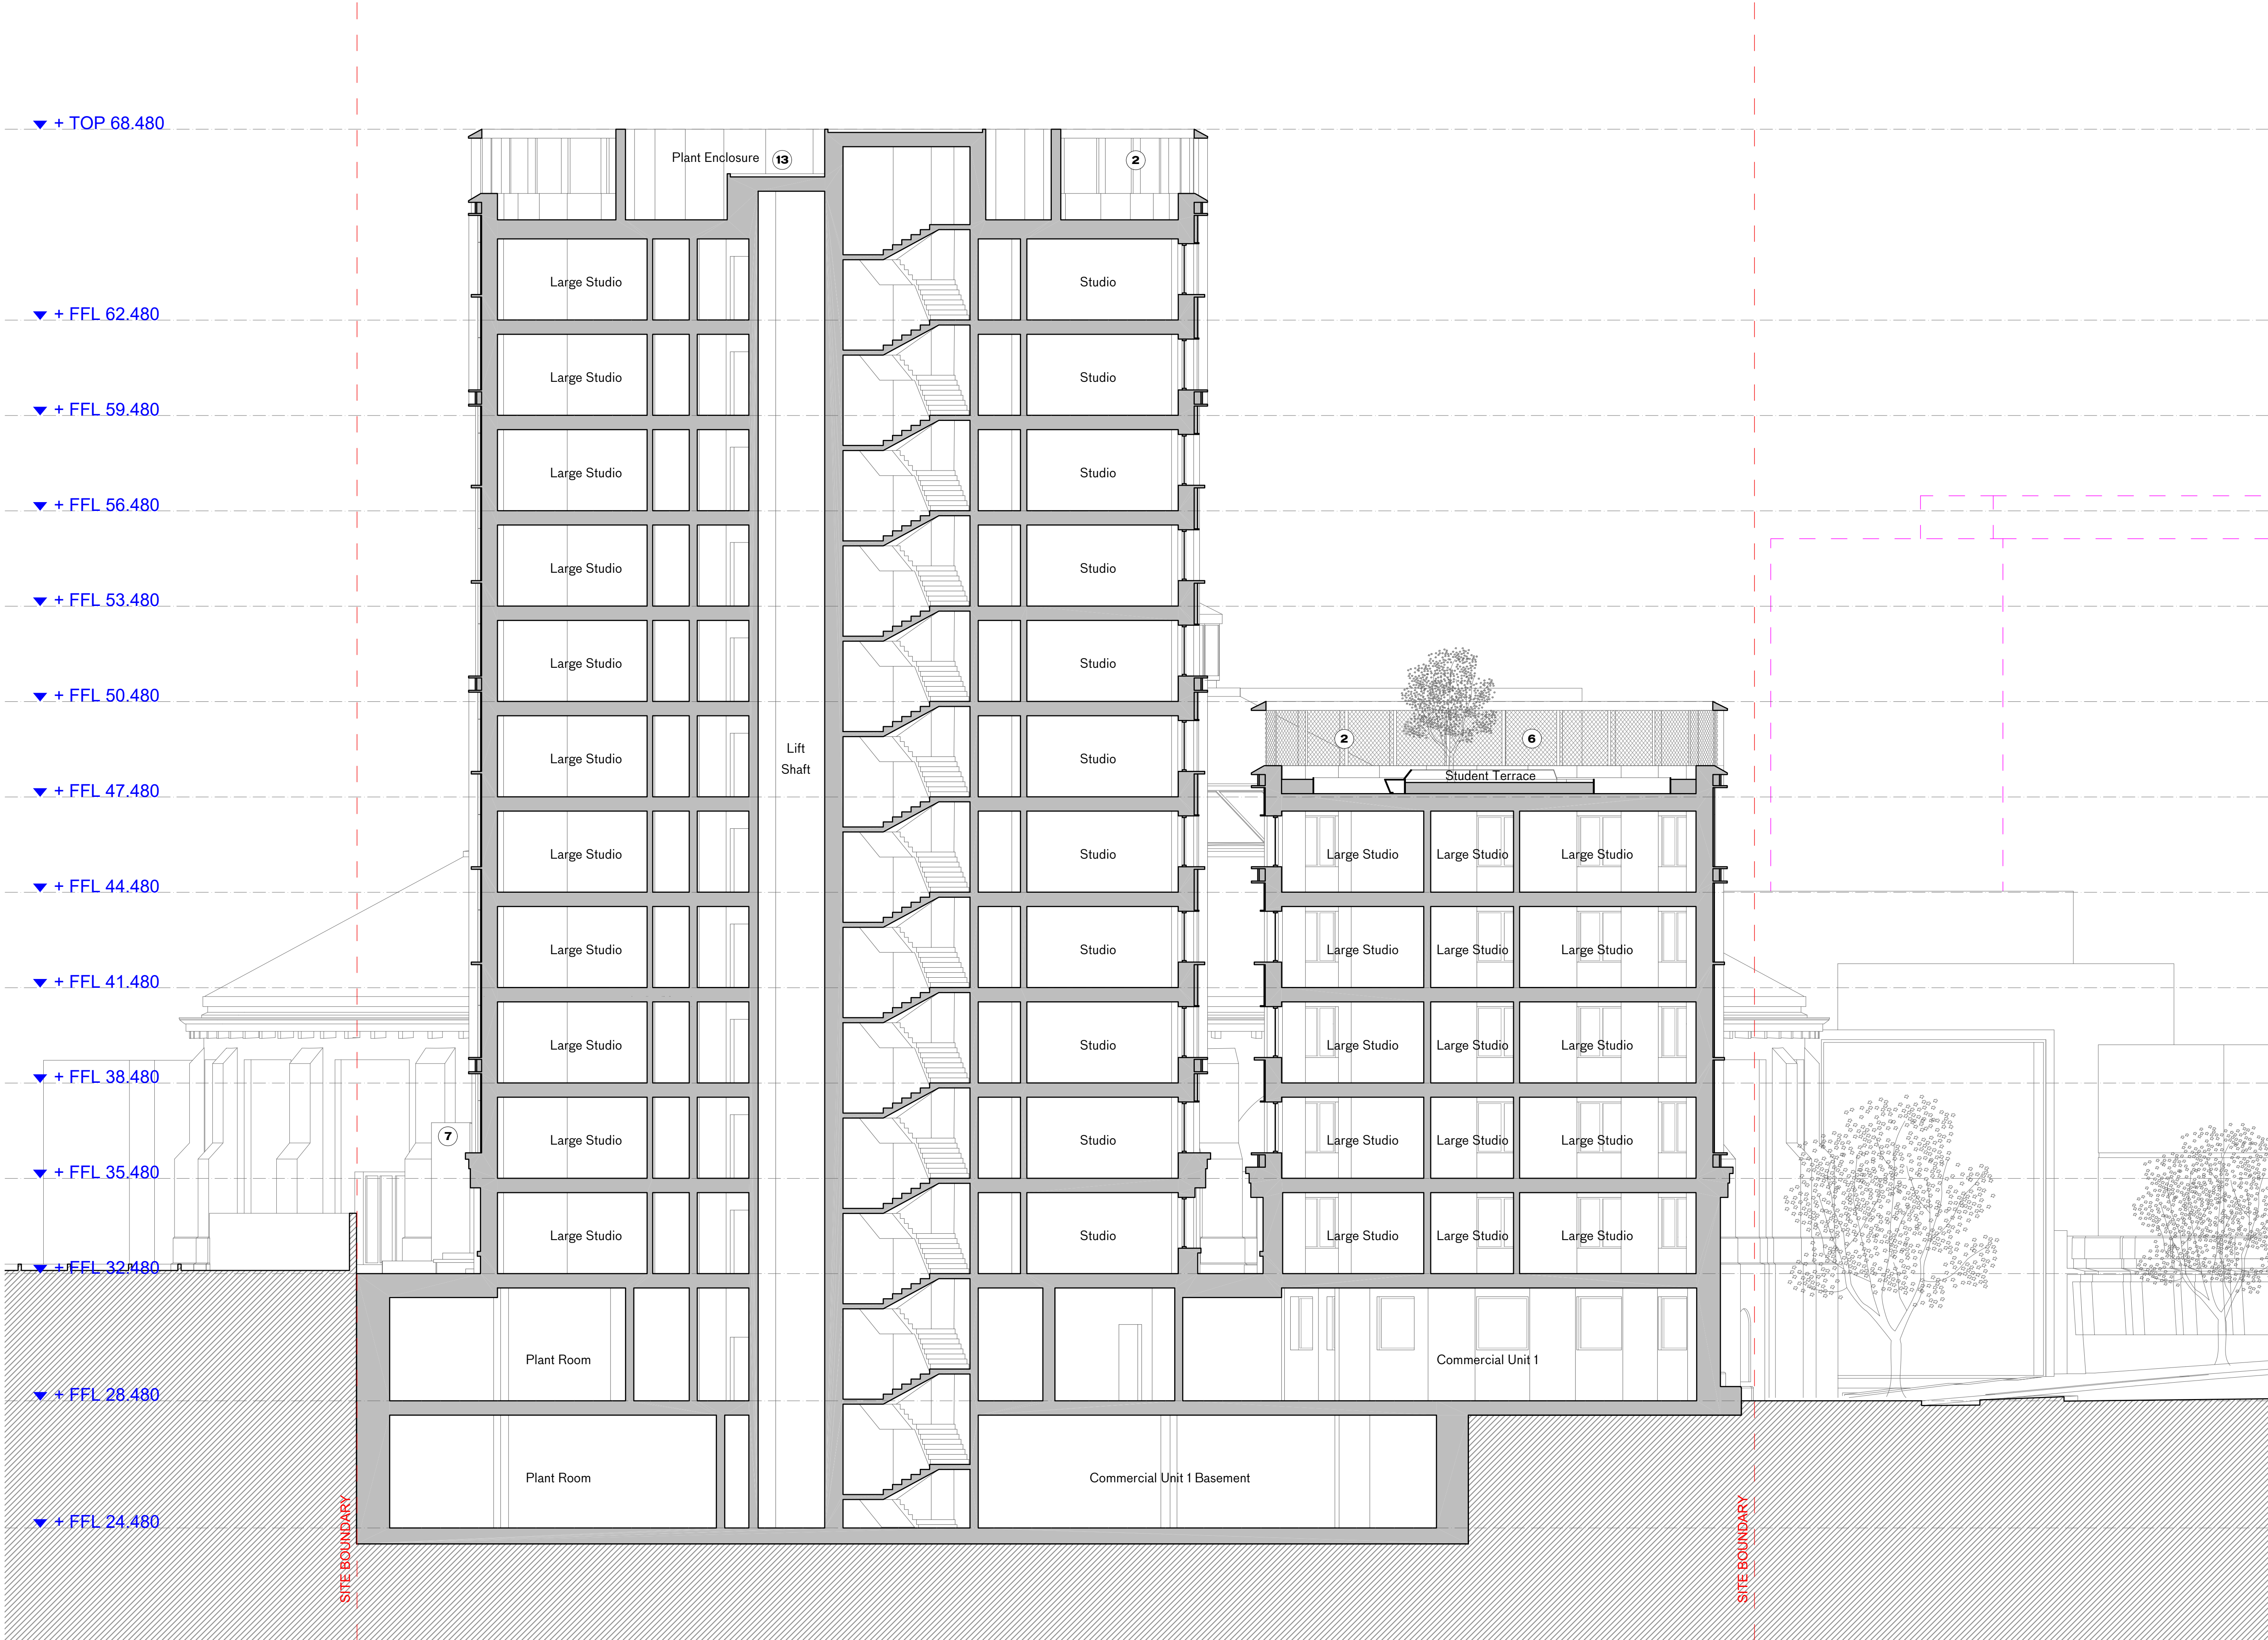 + TOP 68.480
Plant Enclosure 13 2
Large Studio Studio
+ FFL 62.480
Large Studio Studio
+ FFL 59.480
Large Studio Studio
+ FFL 56.480
Large Studio Studio
+ FFL 53.480
Large Studio Studio
+ FFL 50.480
2 6
Lift
Shaft
Large Studio Studio
Student Terrace
+ FFL 47.480
Large Studio Studio Large Studio Large Studio Large Studio
+ FFL 44.480
Large Studio Studio Large Studio Large Studio Large Studio
+ FFL 41.480
Large Studio Studio Large Studio Large Studio Large Studio
+ FFL 38.480
7
Large Studio Studio Large Studio Large Studio Large Studio
+ FFL 35.480
Large Studio Studio Large Studio Large Studio Large Studio
+ FFL 32.480
Plant Room Commercial Unit 1
+ FFL 28.480
Plant Room Commercial Unit 1 Basement
+ FFL 24.480
SITE BOUNDARY
SITE BOUNDARY